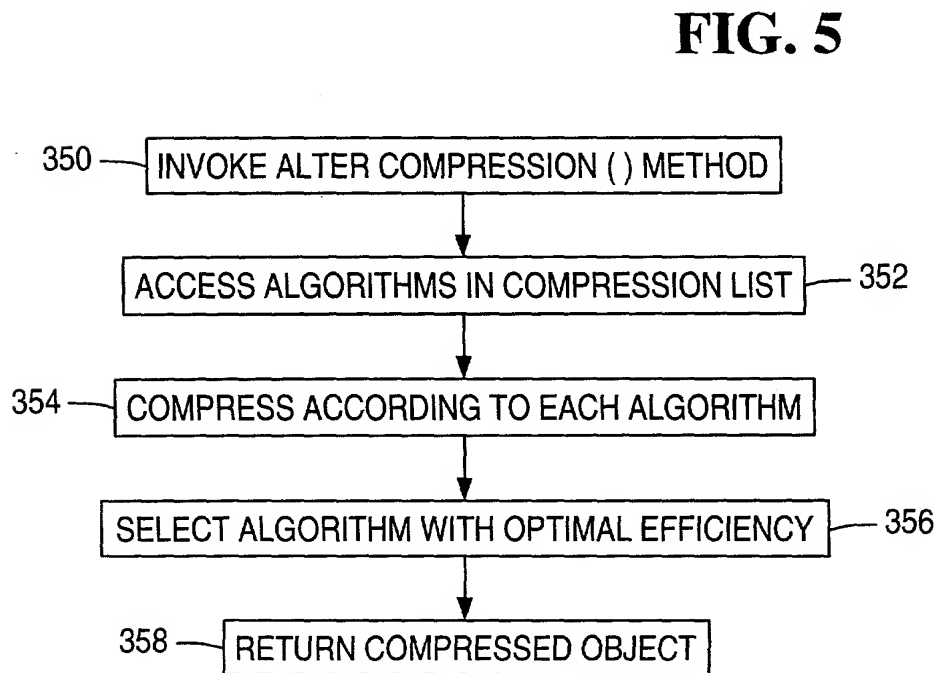 FIG. 5
350 INVOKE ALTER COMPRESSION ( ) METHOD
ACCESS ALGORITHMS IN COMPRESSION LIST 352
354 COMPRESS ACCORDING TO EACH ALGORITHM
SELECT ALGORITHM WITH OPTIMAL EFFICIENCY 356
358 RETURN COMPRESSED OBJECT